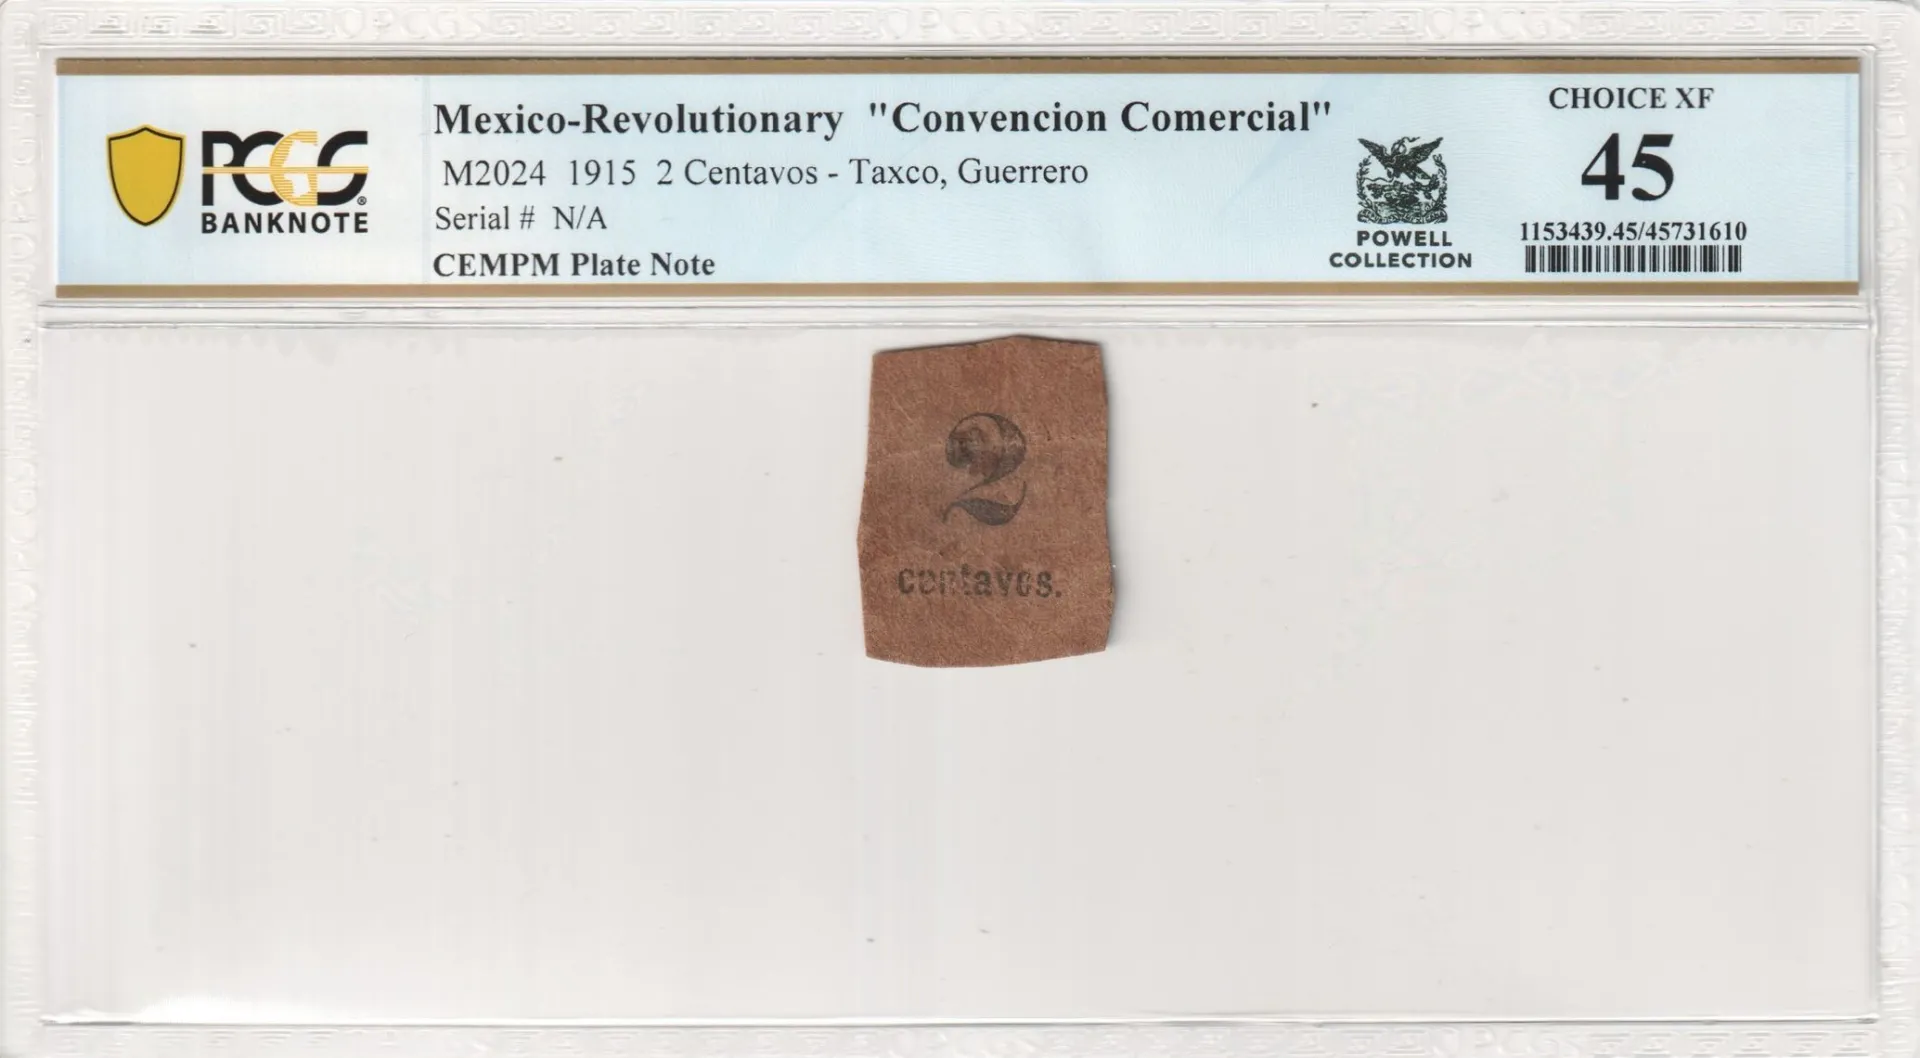 PCGS
BANKNOTE
Mexico-Revolutionary "Convencion Comercial"
M2024 1915 2 Centavos - Taxco, Guerrero
Serial # N/A
CEMPM Plate Note
POWELL
COLLECTION
CHOICE XF
45
1153439.45/45731610
2
centavos.